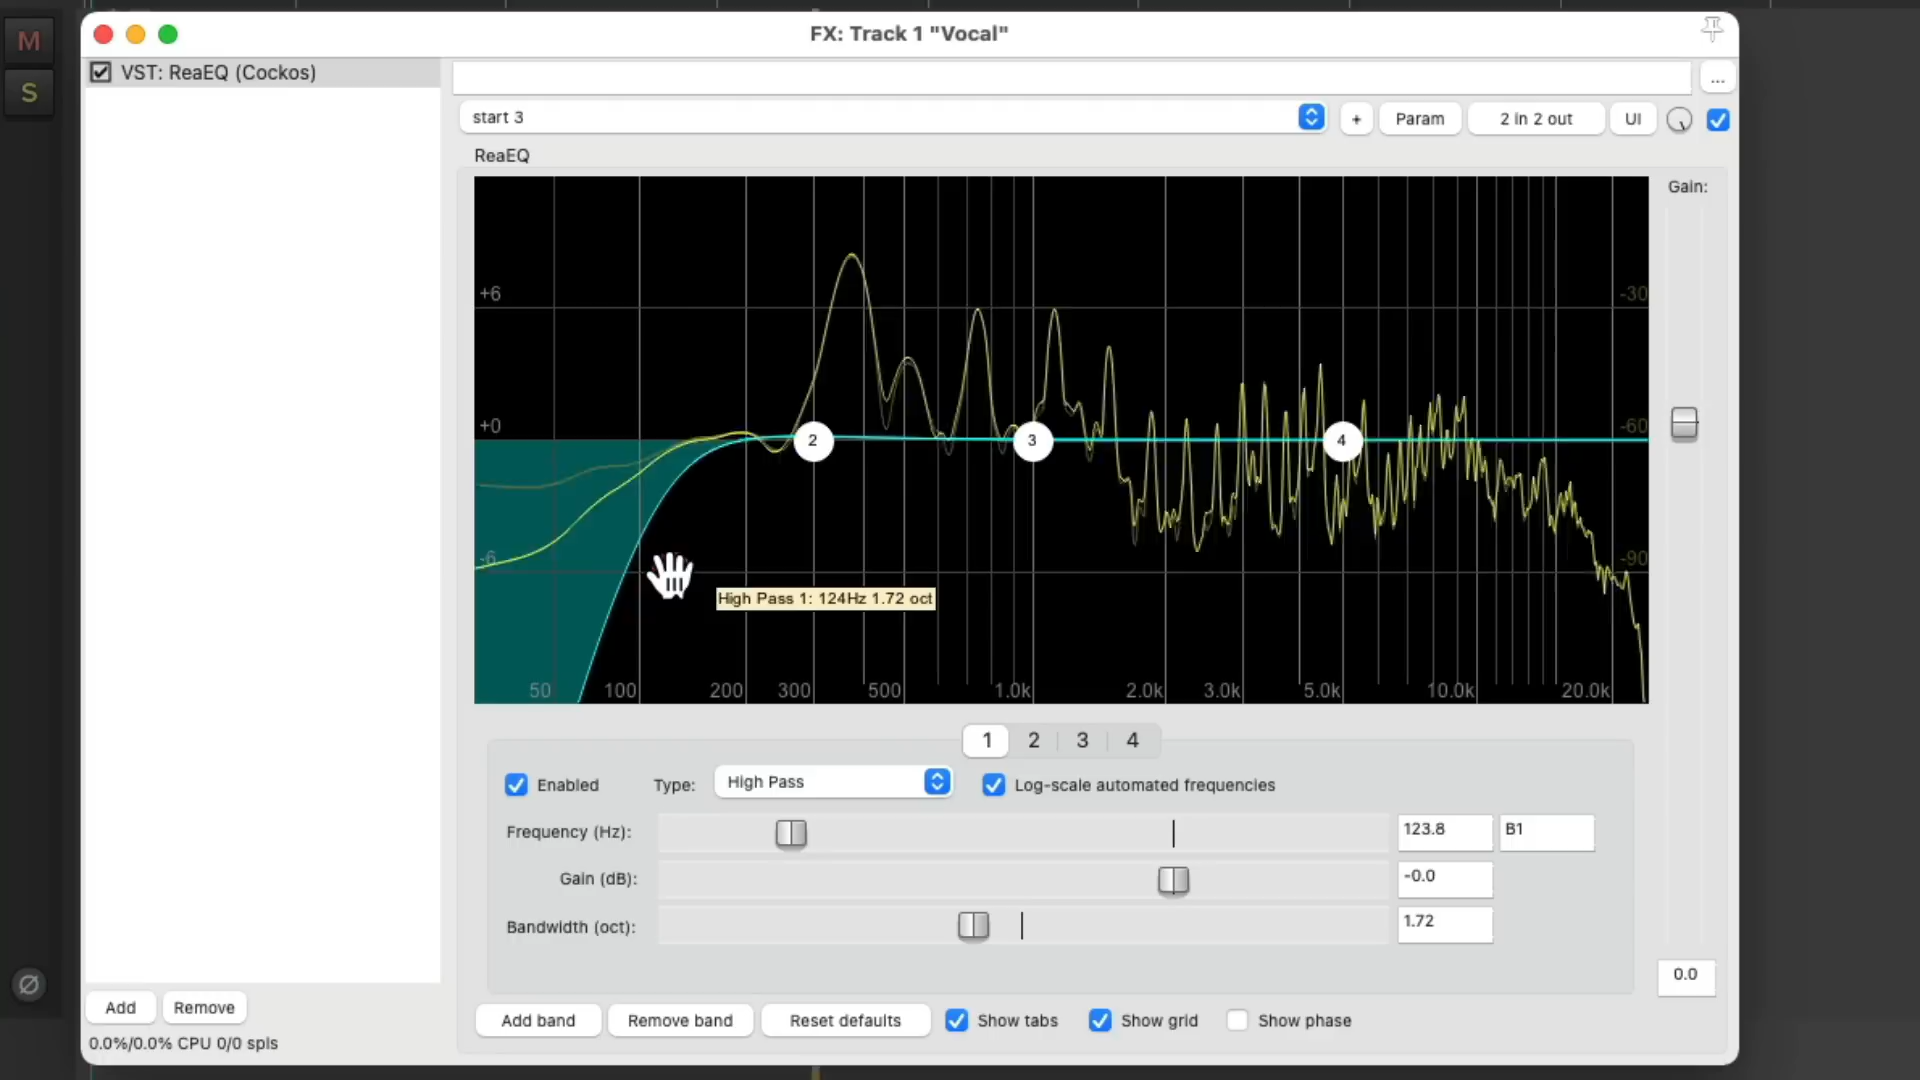 M
S
FX: Track 1 "Vocal"
VST: ReaEQ (Cockos)
...
start 3
+
Param
2 in 2 out
UI
ReaEQ
Gain:
+6
-30
+0
-60
2
3
4
-6
-90
High Pass 1: 124Hz 1.72 oct
50 100 200 300 500 1.0k 2.0k 3.0k 5.0k 10.0k 20.0k
1 2 3 4
Enabled Type: High Pass Log-scale automated frequencies
Frequency (Hz): 123.8 B1
Gain (dB): -0.0
Bandwidth (oct): 1.72
0.0
Add Remove
Add band Remove band Reset defaults Show tabs Show grid Show phase
0.0%/0.0% CPU 0/0 spls